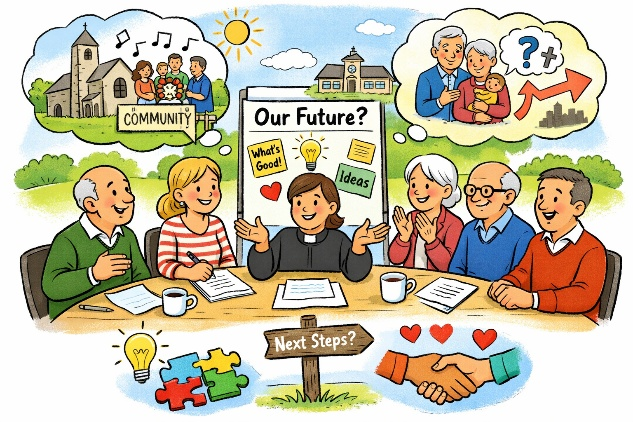 COMMUNITY
?
Our Future?
What's
Good!
Ideas
Next Steps?